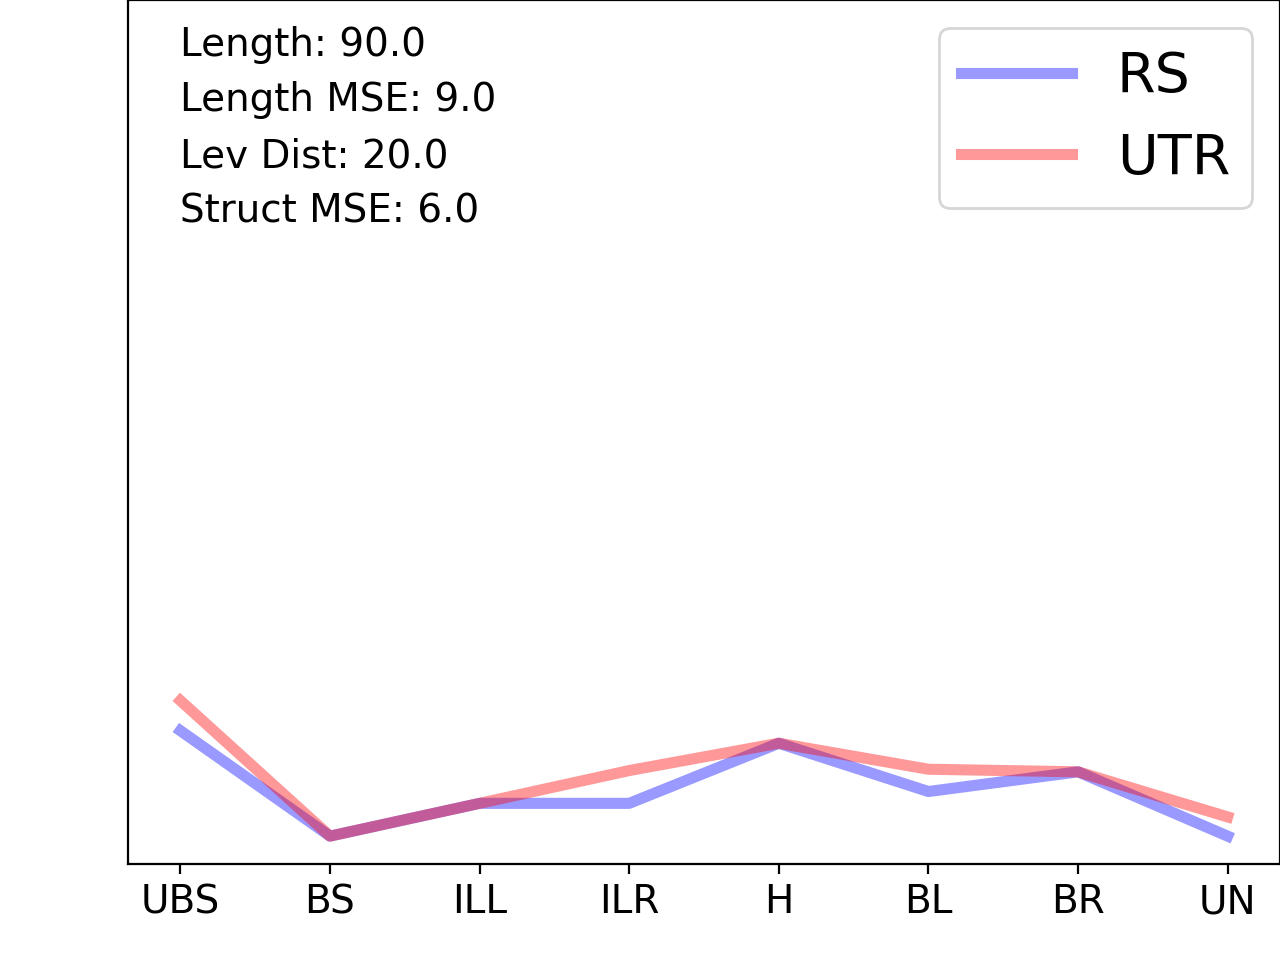 Length: 90.0
Length MSE: 9.0
Lev Dist: 20.0
Struct MSE: 6.0
RS
UTR
UBS BS ILL ILR H BL BR UN